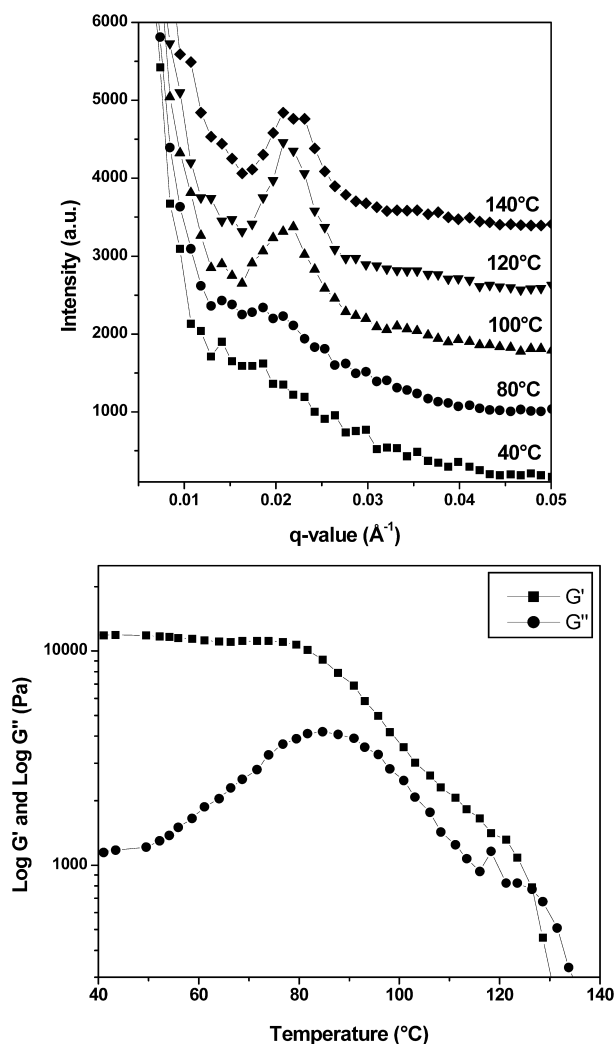 6000
5000
4000
3000
2000
1000
Intensity (a.u.)
140°C
120°C
100°C
80°C
40°C
0.01 0.02 0.03 0.04 0.05
q-value (Å⁻¹)
G'
G"
10000
1000
Log G' and Log G" (Pa)
40 60 80 100 120 140
Temperature (°C)